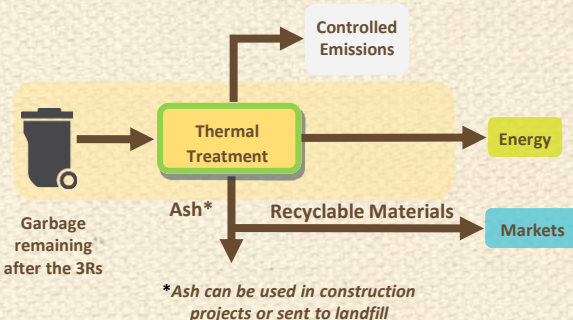 Controlled
Emissions
Thermal
Treatment
Energy
Ash*
Recyclable Materials
Markets
Garbage
remaining
after the 3Rs
*Ash can be used in construction
projects or sent to landfill